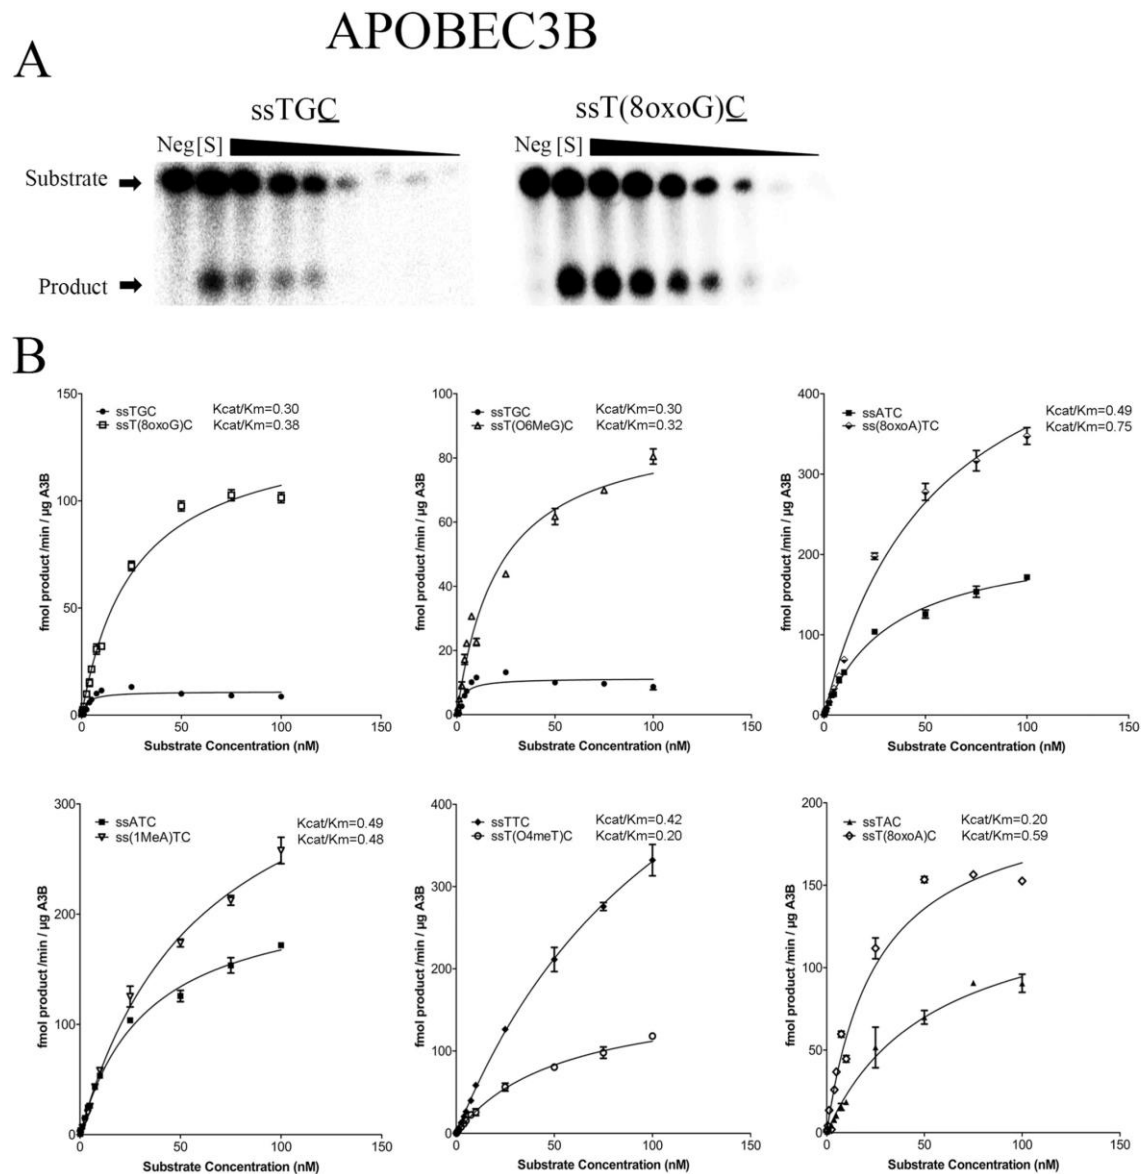 APOBEC3B
A
ssTGC
ssT(8oxoG)C
Neg [S]
Neg [S]
Substrate
Product
B
150
100
50
0
0
50
100
150
fmol product /min / µg A3B
Substrate Concentration (nM)
ssTGC Kcat/Km=0.30
ssT(8oxoG)C Kcat/Km=0.38
100
80
60
40
20
0
0
50
100
150
fmol product /min / µg A3B
Substrate Concentration (nM)
ssTGC Kcat/Km=0.30
ssT(O6MeG)C Kcat/Km=0.32
400
300
200
100
0
0
50
100
150
fmol product /min / µg A3B
Substrate Concentration (nM)
ssATC Kcat/Km=0.49
ss(8oxoA)TC Kcat/Km=0.75
300
200
100
0
0
50
100
150
fmol product /min / µg A3B
Substrate Concentration (nM)
ssATC Kcat/Km=0.49
ss(1MeA)TC Kcat/Km=0.48
400
300
200
100
0
0
50
100
150
fmol product /min / µg A3B
Substrate Concentration (nM)
ssTTC Kcat/Km=0.42
ssT(O4meT)C Kcat/Km=0.20
200
150
100
50
0
0
50
100
150
fmol product /min / µg A3B
Substrate Concentration (nM)
ssTAC Kcat/Km=0.20
ssT(8oxoA)C Kcat/Km=0.59